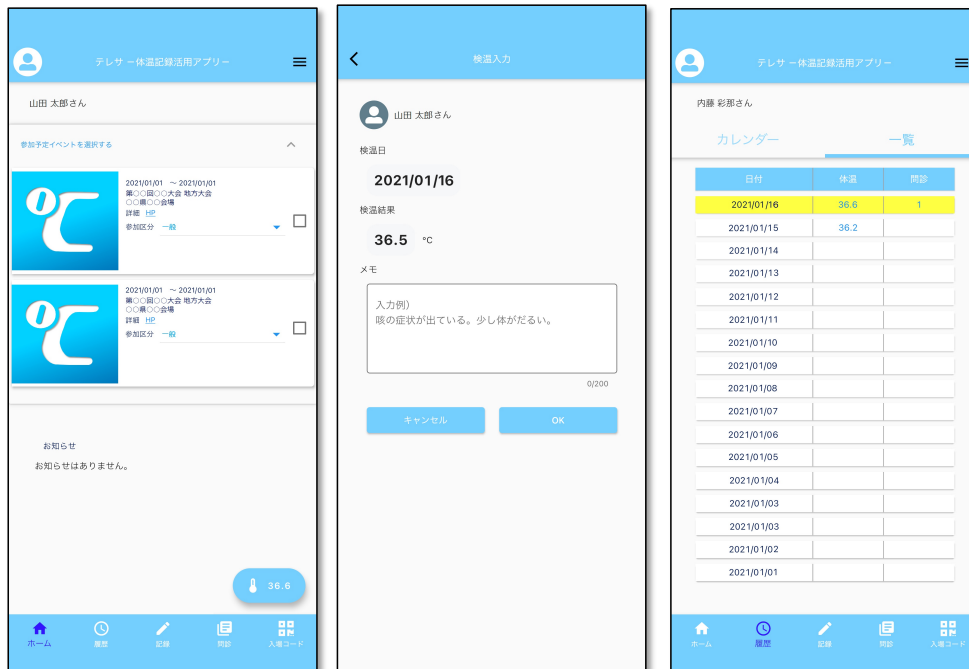 テレサ ー体温記録活用アプリー
山田 太郎さん
参加予定イベントを選択する
℃
2021/01/01 ～2021/01/01
第○○回○○大会 地方大会
○○県○○会場
詳細 HP
参加区分 一般
℃
2021/01/01 ～2021/01/01
第○○回○○大会 地方大会
○○県○○会場
詳細 HP
参加区分 一般
お知らせ
お知らせはありません。
36.6
ホーム 履歴 記録 問診 入場コード
検温入力
山田 太郎さん
検温日
2021/01/16
検温結果
36.5 ℃
メモ
入力例）
咳の症状が出ている。少し体がだるい。
0/200
キャンセル OK
テレサ ー体温記録活用アプリー
内藤 彩那さん
カレンダー 一覧
日付 体温 問診
2021/01/16 36.6 1
2021/01/15 36.2
2021/01/14
2021/01/13
2021/01/12
2021/01/11
2021/01/10
2021/01/09
2021/01/08
2021/01/07
2021/01/06
2021/01/05
2021/01/04
2021/01/03
2021/01/03
2021/01/02
2021/01/01
ホーム 履歴 記録 問診 入場コード